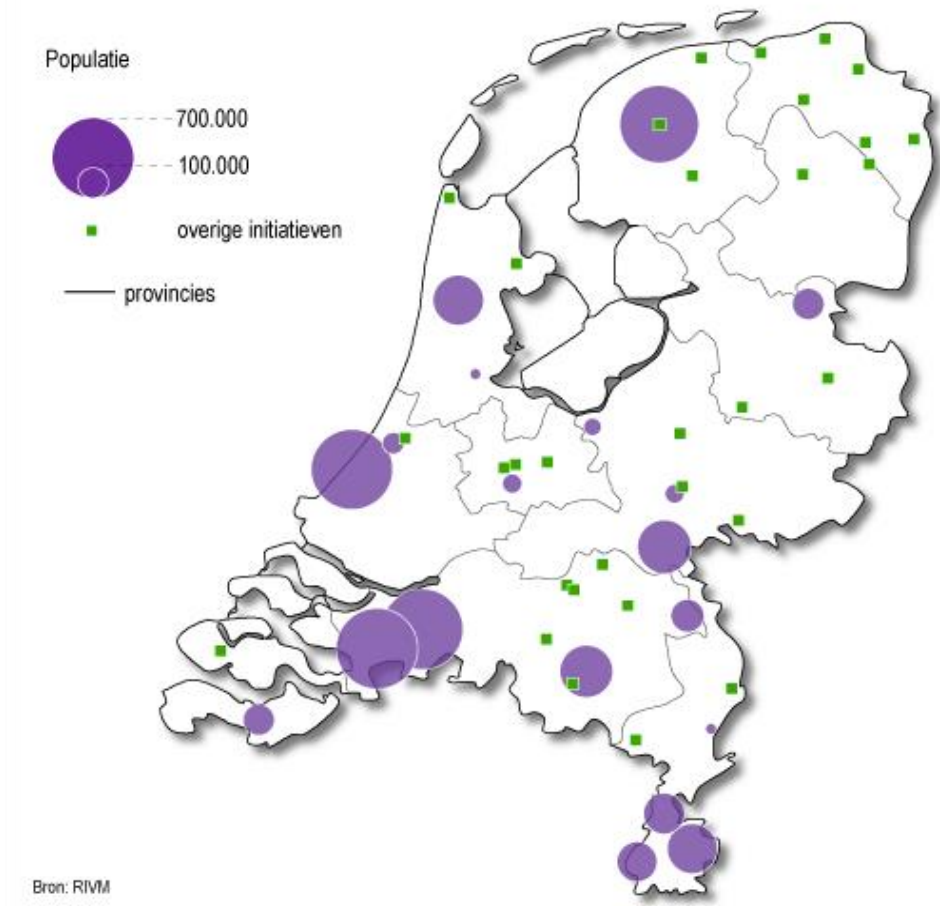 Populatie
700.000
100.000
overige initiatieven
provincies
Bron: RIVM